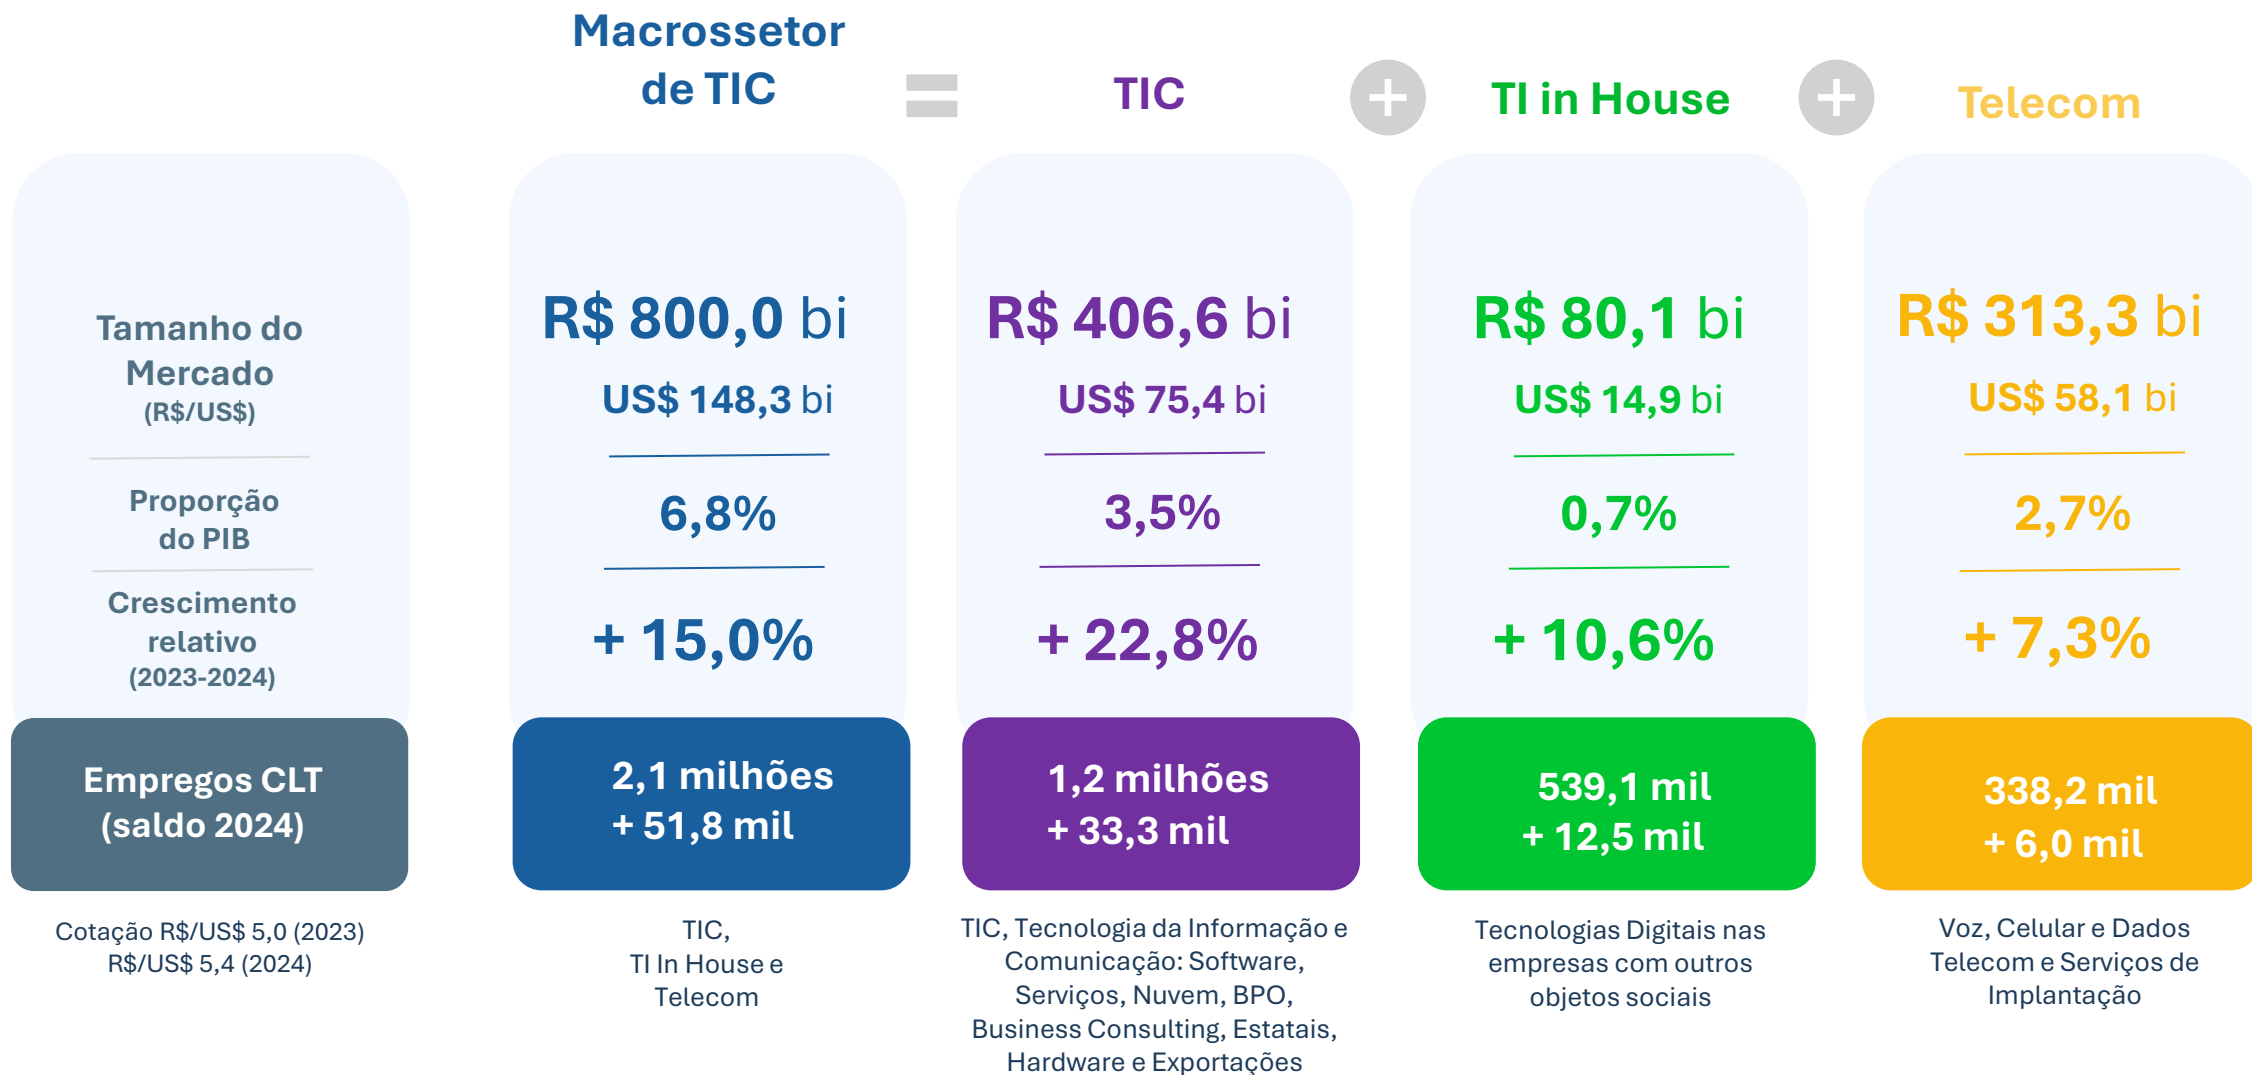 Macrossetor
de TIC
=
TIC
+
TI in House
+
Telecom
Tamanho do
Mercado
(R$/US$)
Proporção
do PIB
Crescimento
relativo
(2023-2024)
Empregos CLT
(saldo 2024)
Cotação R$/US$ 5,0 (2023)
R$/US$ 5,4 (2024)
R$ 800,0 bi
US$ 148,3 bi
6,8%
+ 15,0%
2,1 milhões
+ 51,8 mil
TIC,
TI In House e
Telecom
R$ 406,6 bi
US$ 75,4 bi
3,5%
+ 22,8%
1,2 milhões
+ 33,3 mil
TIC, Tecnologia da Informação e
Comunicação: Software,
Serviços, Nuvem, BPO,
Business Consulting, Estatais,
Hardware e Exportações
R$ 80,1 bi
US$ 14,9 bi
0,7%
+ 10,6%
539,1 mil
+ 12,5 mil
Tecnologias Digitais nas
empresas com outros
objetos sociais
R$ 313,3 bi
US$ 58,1 bi
2,7%
+ 7,3%
338,2 mil
+ 6,0 mil
Voz, Celular e Dados
Telecom e Serviços de
Implantação